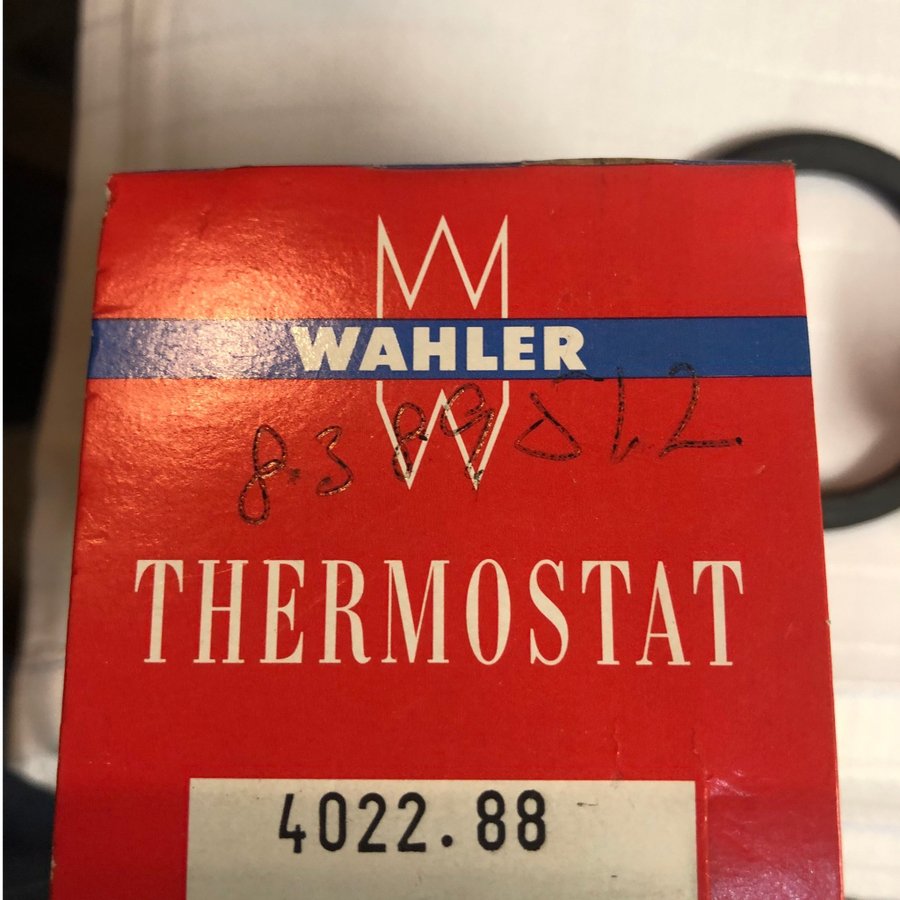 WAHLER
THERMOSTAT
4022.88